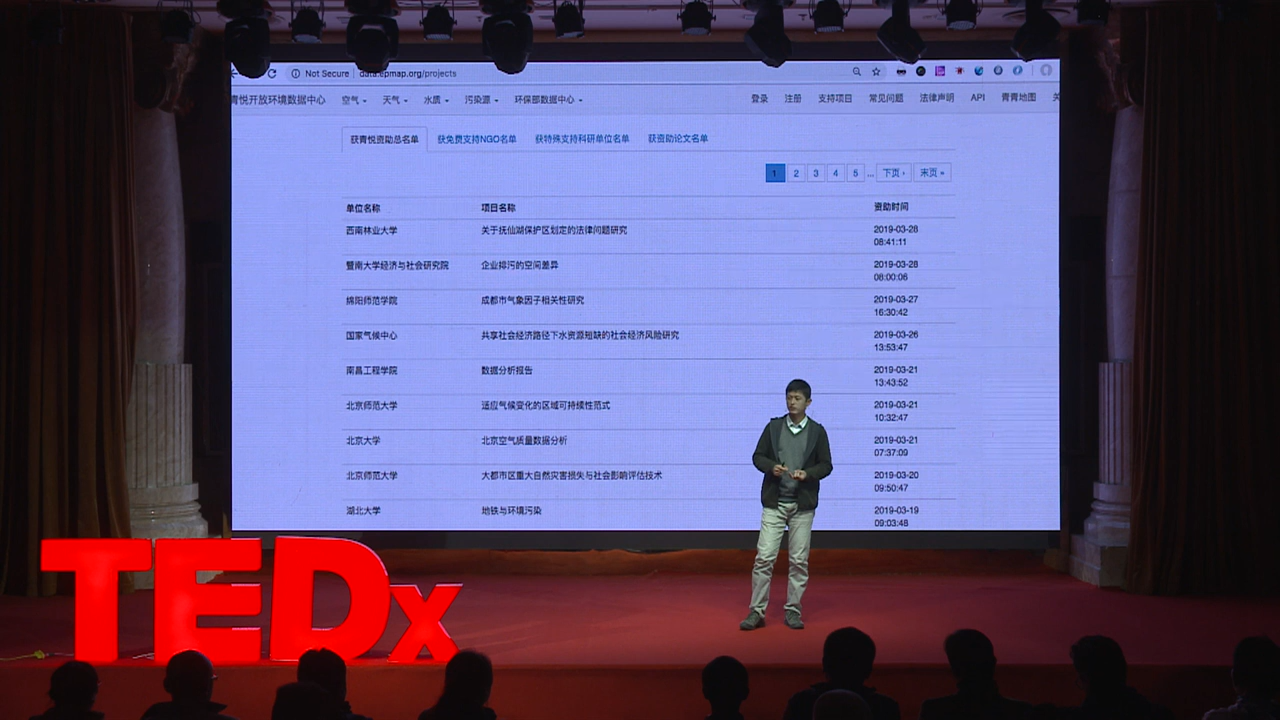 Not Secure | data.epmap.org/projects
青悦开放环境数据中心 空气 天气 水质 污染源 环保部数据中心 登录 注册 支持项目 常见问题 法律声明 API 青青地图 关
获青悦资助总名单 获免费支持NGO名单 获特殊支持科研单位名单 获资助论文名单
1 2 3 4 5 ... 下页 › 末页 »
单位名称 项目名称 资助时间
西南林业大学 关于抚仙湖保护区划定的法律问题研究 2019-03-28
08:41:11
暨南大学经济与社会研究院 企业排污的空间差异 2019-03-28
08:00:06
绵阳师范学院 成都市气象因子相关性研究 2019-03-27
16:30:42
国家气候中心 共享社会经济路径下水资源短缺的社会经济风险研究 2019-03-26
13:53:47
南昌工程学院 数据分析报告 2019-03-21
13:43:52
北京师范大学 适应气候变化的区域可持续性范式 2019-03-21
10:32:47
北京大学 北京空气质量数据分析 2019-03-21
07:37:09
北京师范大学 大都市区重大自然灾害损失与社会影响评估技术 2019-03-20
09:50:47
湖北大学 地铁与环境污染 2019-03-19
09:03:48
TEDx